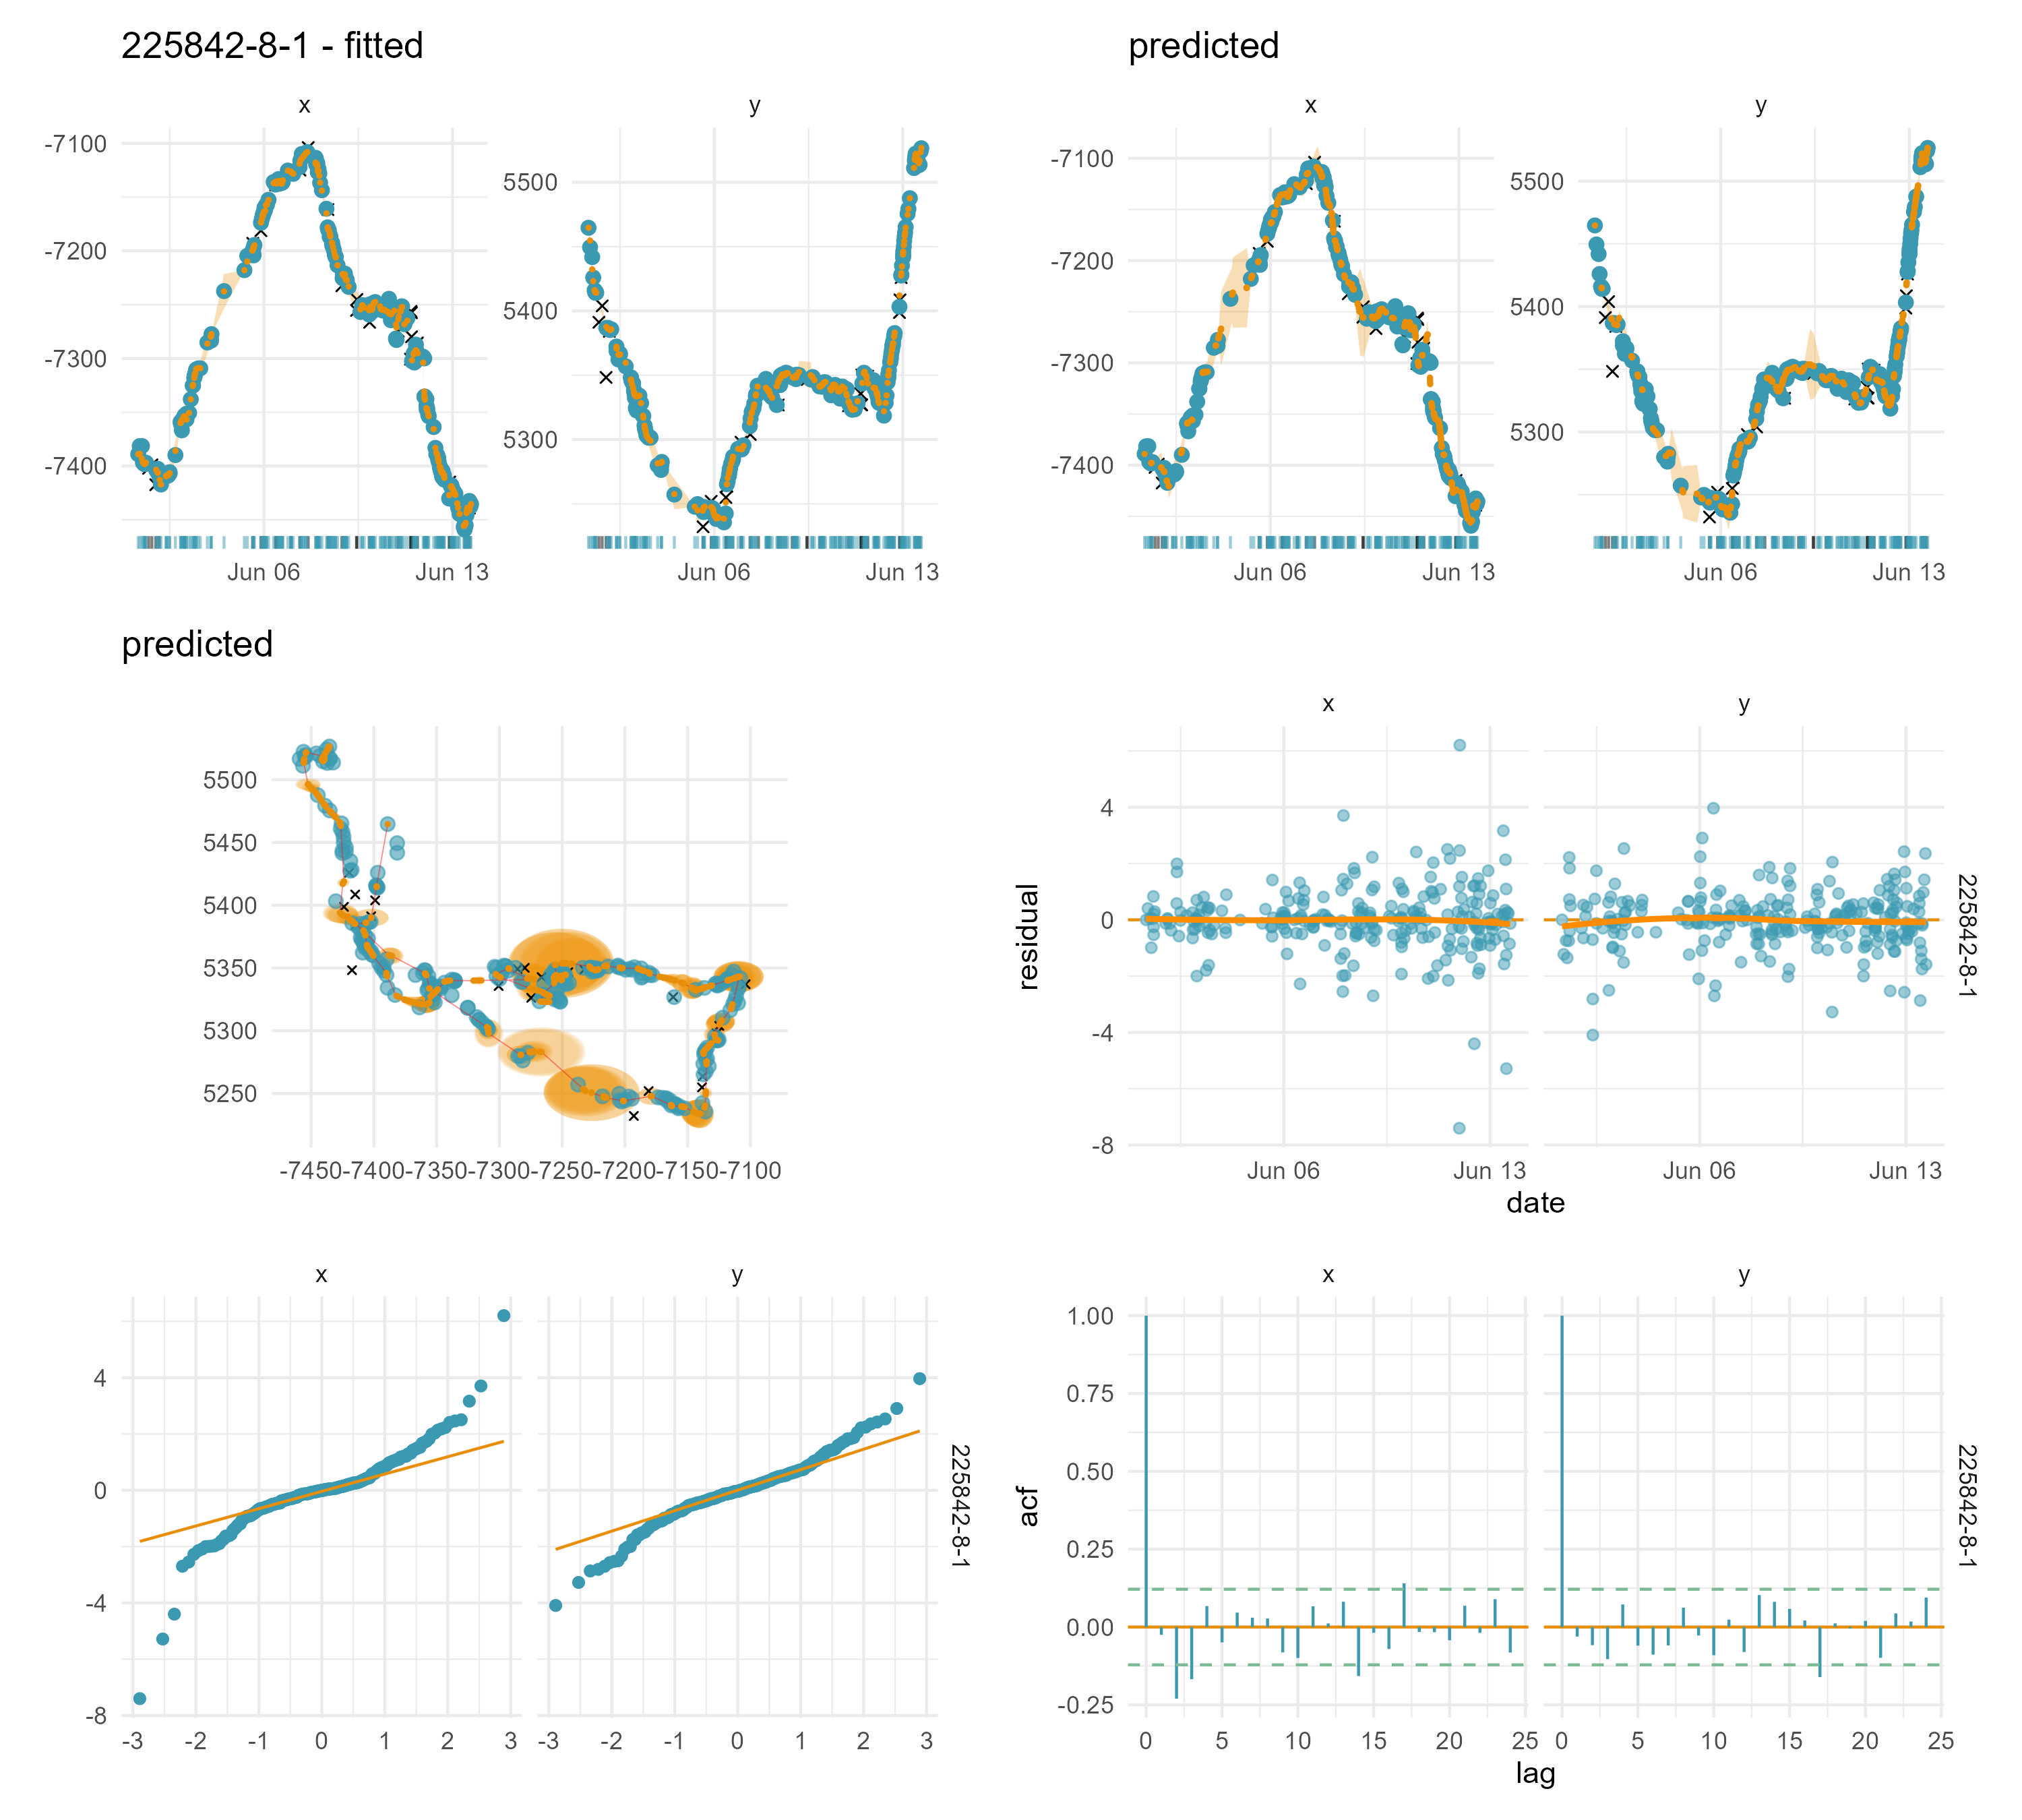 225842-8-1 - fitted
predicted
x
y
x
y
-7100
-7200
-7300
-7400
5500
5400
5300
-7100
-7200
-7300
-7400
5500
5400
5300
Jun 06
Jun 13
Jun 06
Jun 13
Jun 06
Jun 13
Jun 06
Jun 13
predicted
5500
5450
5400
5350
5300
5250
-7450-7400-7350-7300-7250-7200-7150-7100
x
y
residual
4
0
-4
-8
225842-8-1
Jun 06
Jun 13
Jun 06
Jun 13
date
x
y
4
0
-4
-8
225842-8-1
-3 -2 -1 0 1 2 3
-3 -2 -1 0 1 2 3
x
y
acf
1.00
0.75
0.50
0.25
0.00
-0.25
225842-8-1
0 5 10 15 20 25
0 5 10 15 20 25
lag